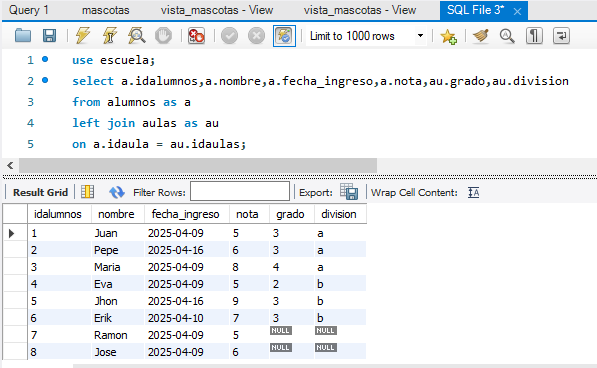 Query 1 mascotas vista_mascotas - View vista_mascotas - View SQL File 3*
Limit to 1000 rows
1 use escuela;
2 select a.idalumnos,a.nombre,a.fecha_ingreso,a.nota,au.grado,au.division
3 from alumnos as a
4 left join aulas as au
5 on a.idaula = au.idaulas;
Result Grid Filter Rows: Export: Wrap Cell Content:
idalumnos nombre fecha_ingreso nota grado division
1 Juan 2025-04-09 5 3 a
2 Pepe 2025-04-16 6 3 a
3 Maria 2025-04-09 8 4 a
4 Eva 2025-04-09 5 2 b
5 Jhon 2025-04-16 9 3 b
6 Erik 2025-04-10 7 3 b
7 Ramon 2025-04-09 5 NULL NULL
8 Jose 2025-04-09 6 NULL NULL